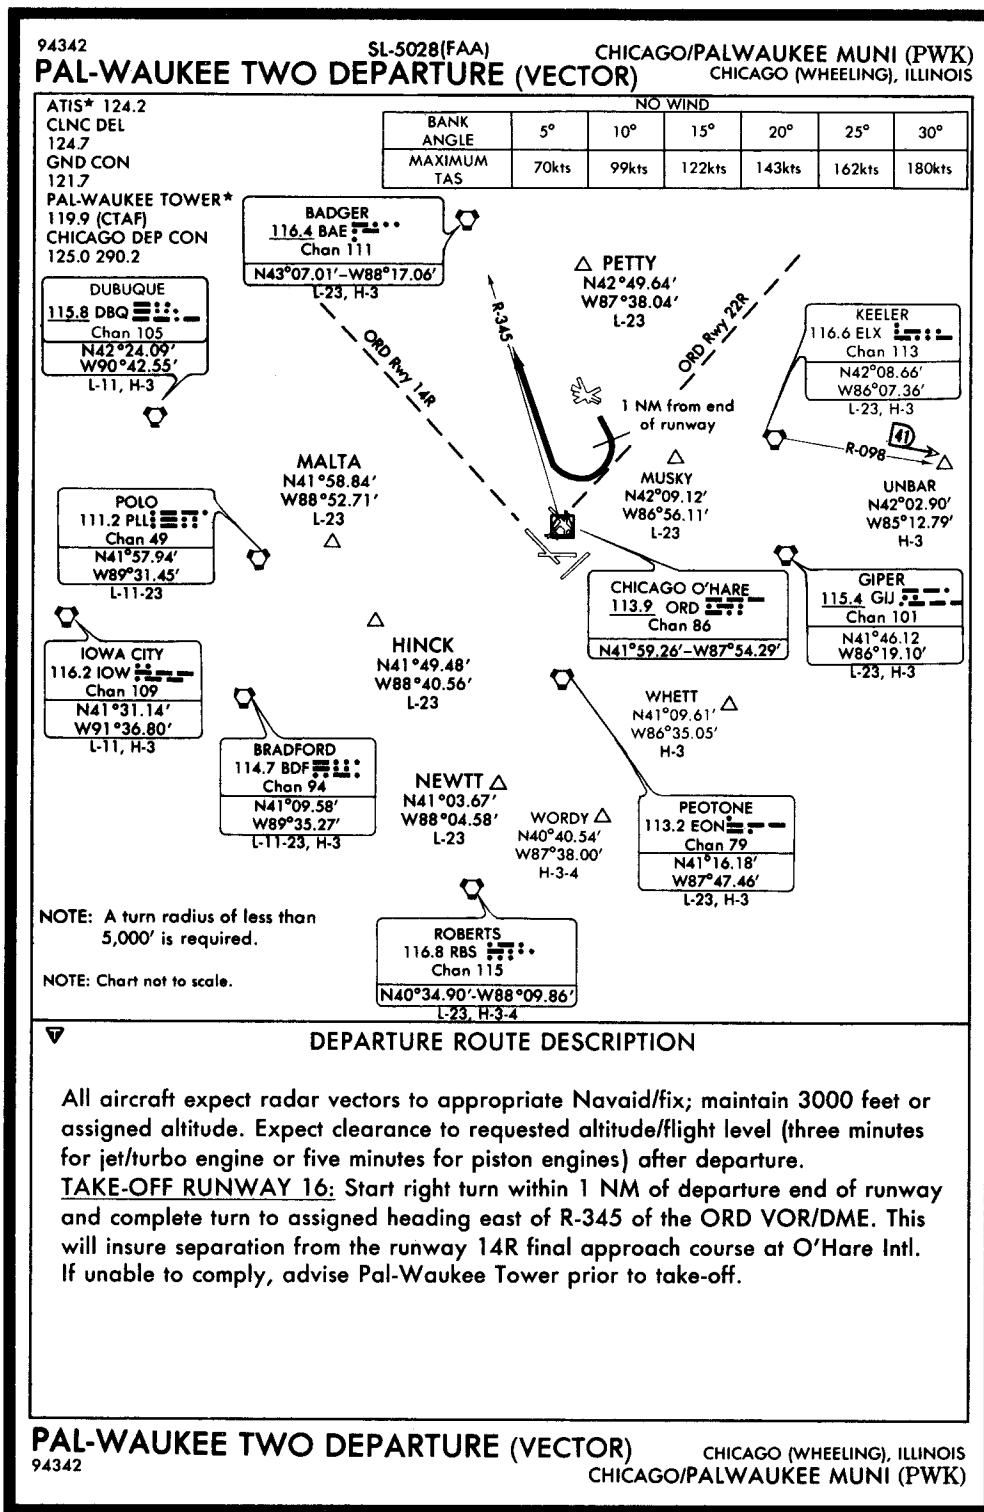 94342
SL-5028(FAA)
CHICAGO/PALWAUKEE MUNI (PWK)
PAL-WAUKEE TWO DEPARTURE (VECTOR)
CHICAGO (WHEELING), ILLINOIS
ATIS★ 124.2
CLNC DEL
124.7
GND CON
121.7
PAL-WAUKEE TOWER★
119.9 (CTAF)
CHICAGO DEP CON
125.0 290.2
NO WIND
BANK ANGLE 5° 10° 15° 20° 25° 30°
MAXIMUM TAS 70kts 99kts 122kts 143kts 162kts 180kts
BADGER
116.4 BAE
Chan 111
N43°07.01′-W88°17.06′
L-23, H-3
PETTY
N42°49.64′
W87°38.04′
L-23
DUBUQUE
115.8 DBQ
Chan 105
N42°24.09′
W90°42.55′
L-11, H-3
KEELER
116.6 ELX
Chan 113
N42°08.66′
W86°07.36′
L-23, H-3
R-345
ORD Rwy 14R
ORD Rwy 22R
1 NM from end
of runway
R-098
41
UNBAR
N42°02.90′
W85°12.79′
H-3
MALTA
N41°58.84′
W88°52.71′
L-23
MUSKY
N42°09.12′
W86°56.11′
L-23
POLO
111.2 PLL
Chan 49
N41°57.94′
W89°31.45′
L-11-23
CHICAGO O'HARE
113.9 ORD
Chan 86
N41°59.26′-W87°54.29′
GIPER
115.4 GIJ
Chan 101
N41°46.12
W86°19.10′
L-23, H-3
IOWA CITY
116.2 IOW
Chan 109
N41°31.14′
W91°36.80′
L-11, H-3
HINCK
N41°49.48′
W88°40.56′
L-23
WHETT
N41°09.61′
W86°35.05′
H-3
BRADFORD
114.7 BDF
Chan 94
N41°09.58′
W89°35.27′
L-11-23, H-3
NEWTT
N41°03.67′
W88°04.58′
L-23
WORDY
N40°40.54′
W87°38.00′
H-3-4
PEOTONE
113.2 EON
Chan 79
N41°16.18′
W87°47.46′
L-23, H-3
ROBERTS
116.8 RBS
Chan 115
N40°34.90′-W88°09.86′
L-23, H-3-4
NOTE: A turn radius of less than
5,000′ is required.
NOTE: Chart not to scale.
T
DEPARTURE ROUTE DESCRIPTION
All aircraft expect radar vectors to appropriate Navaid/fix; maintain 3000 feet or
assigned altitude. Expect clearance to requested altitude/flight level (three minutes
for jet/turbo engine or five minutes for piston engines) after departure.
TAKE-OFF RUNWAY 16: Start right turn within 1 NM of departure end of runway
and complete turn to assigned heading east of R-345 of the ORD VOR/DME. This
will insure separation from the runway 14R final approach course at O'Hare Intl.
If unable to comply, advise Pal-Waukee Tower prior to take-off.
PAL-WAUKEE TWO DEPARTURE (VECTOR)
CHICAGO (WHEELING), ILLINOIS
94342
CHICAGO/PALWAUKEE MUNI (PWK)